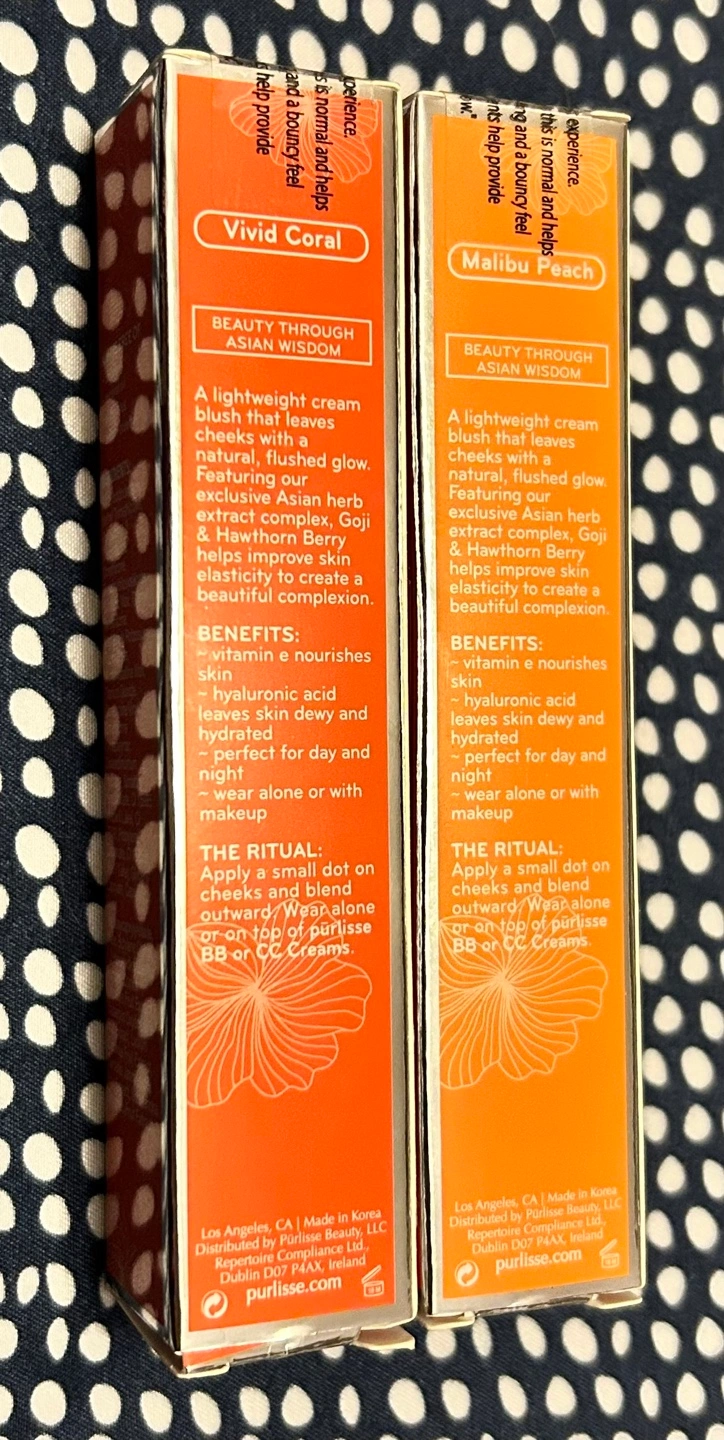 perience.
s is normal and helps
and a bouncy feel
s help provide
Vivid Coral
BEAUTY THROUGH
ASIAN WISDOM
A lightweight cream
blush that leaves
cheeks with a
natural, flushed glow.
Featuring our
exclusive Asian herb
extract complex, Goji
& Hawthorn Berry
helps improve skin
elasticity to create a
beautiful complexion.
BENEFITS:
~ vitamin e nourishes
skin
~ hyaluronic acid
leaves skin dewy and
hydrated
~ perfect for day and
night
~ wear alone or with
makeup
THE RITUAL:
Apply a small dot on
cheeks and blend
outward. Wear alone
or on top of pürlisse
BB or CC Creams.
Los Angeles, CA | Made in Korea
Distributed by Pürlisse Beauty, LLC
Repertoire Compliance Ltd.,
Dublin D07 P4AX, Ireland
purlisse.com
experience.
this is normal and helps
ng and a bouncy feel
nts help provide
ow."
Malibu Peach
BEAUTY THROUGH
ASIAN WISDOM
A lightweight cream
blush that leaves
cheeks with a
natural, flushed glow.
Featuring our
exclusive Asian herb
extract complex, Goji
& Hawthorn Berry
helps improve skin
elasticity to create a
beautiful complexion.
BENEFITS:
~ vitamin e nourishes
skin
~ hyaluronic acid
leaves skin dewy and
hydrated
~ perfect for day and
night
~ wear alone or with
makeup
THE RITUAL:
Apply a small dot on
cheeks and blend
outward. Wear alone
or on top of pürlisse
BB or CC Creams.
Los Angeles, CA | Made in Korea
Distributed by Pürlisse Beauty, LLC
Repertoire Compliance Ltd.,
Dublin D07 P4AX, Ireland
purlisse.com